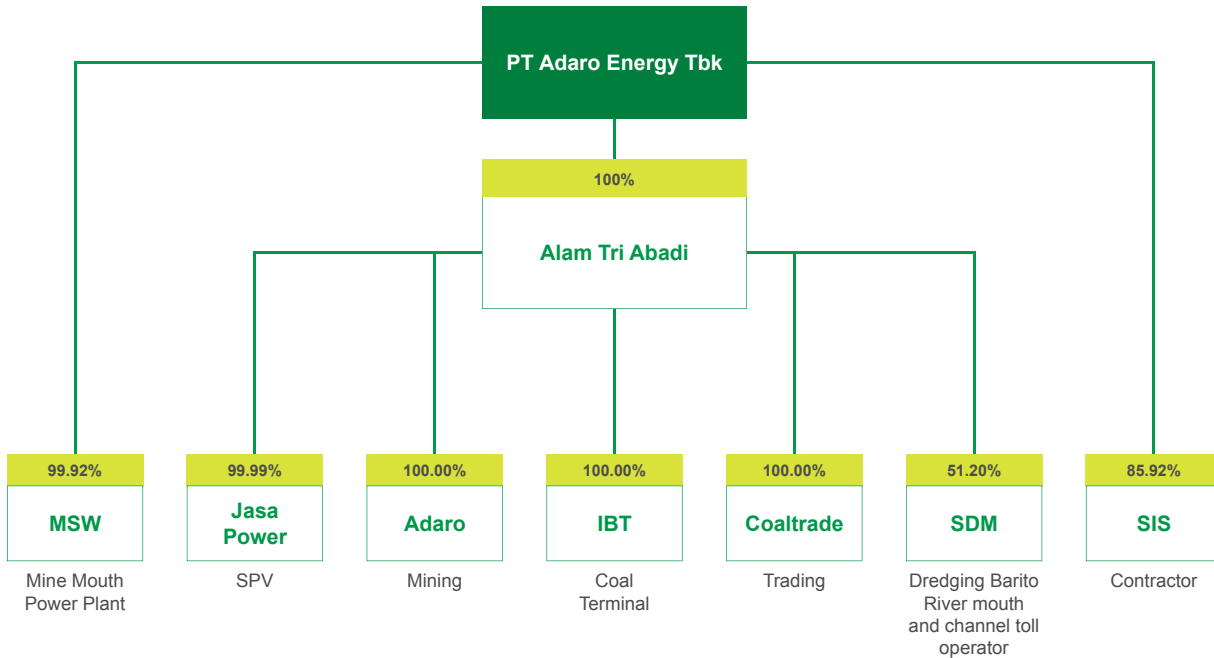 PT Adaro Energy Tbk
100%
Alam Tri Abadi
99.92%
MSW
Mine Mouth
Power Plant
99.99%
Jasa
Power
SPV
100.00%
Adaro
Mining
100.00%
IBT
Coal
Terminal
100.00%
Coaltrade
Trading
51.20%
SDM
Dredging Barito
River mouth
and channel toll
operator
85.92%
SIS
Contractor